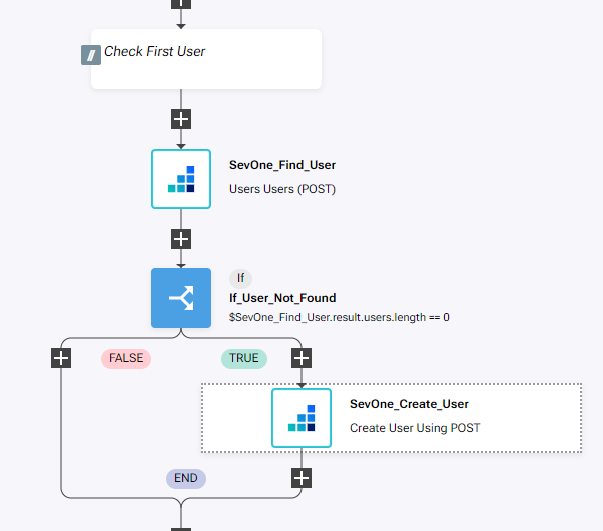 // Check First User
SevOne_Find_User
Users Users (POST)
If
If_User_Not_Found
$SevOne_Find_User.result.users.length == 0
FALSE
TRUE
SevOne_Create_User
Create User Using POST
END